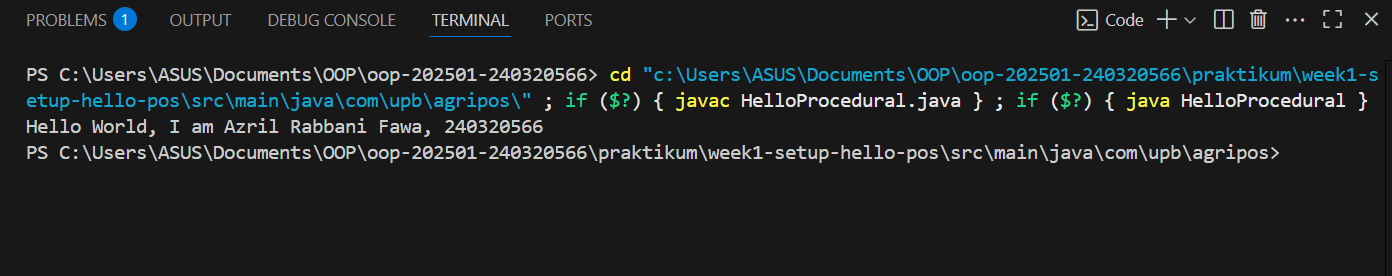 PROBLEMS 1 OUTPUT DEBUG CONSOLE TERMINAL PORTS Code
PS C:\Users\ASUS\Documents\OOP\oop-202501-240320566> cd "c:\Users\ASUS\Documents\OOP\oop-202501-240320566\praktikum\week1-s
etup-hello-pos\src\main\java\com\upb\agripos\" ; if ($?) { javac HelloProcedural.java } ; if ($?) { java HelloProcedural }
Hello World, I am Azril Rabbani Fawa, 240320566
PS C:\Users\ASUS\Documents\OOP\oop-202501-240320566\praktikum\week1-setup-hello-pos\src\main\java\com\upb\agripos>